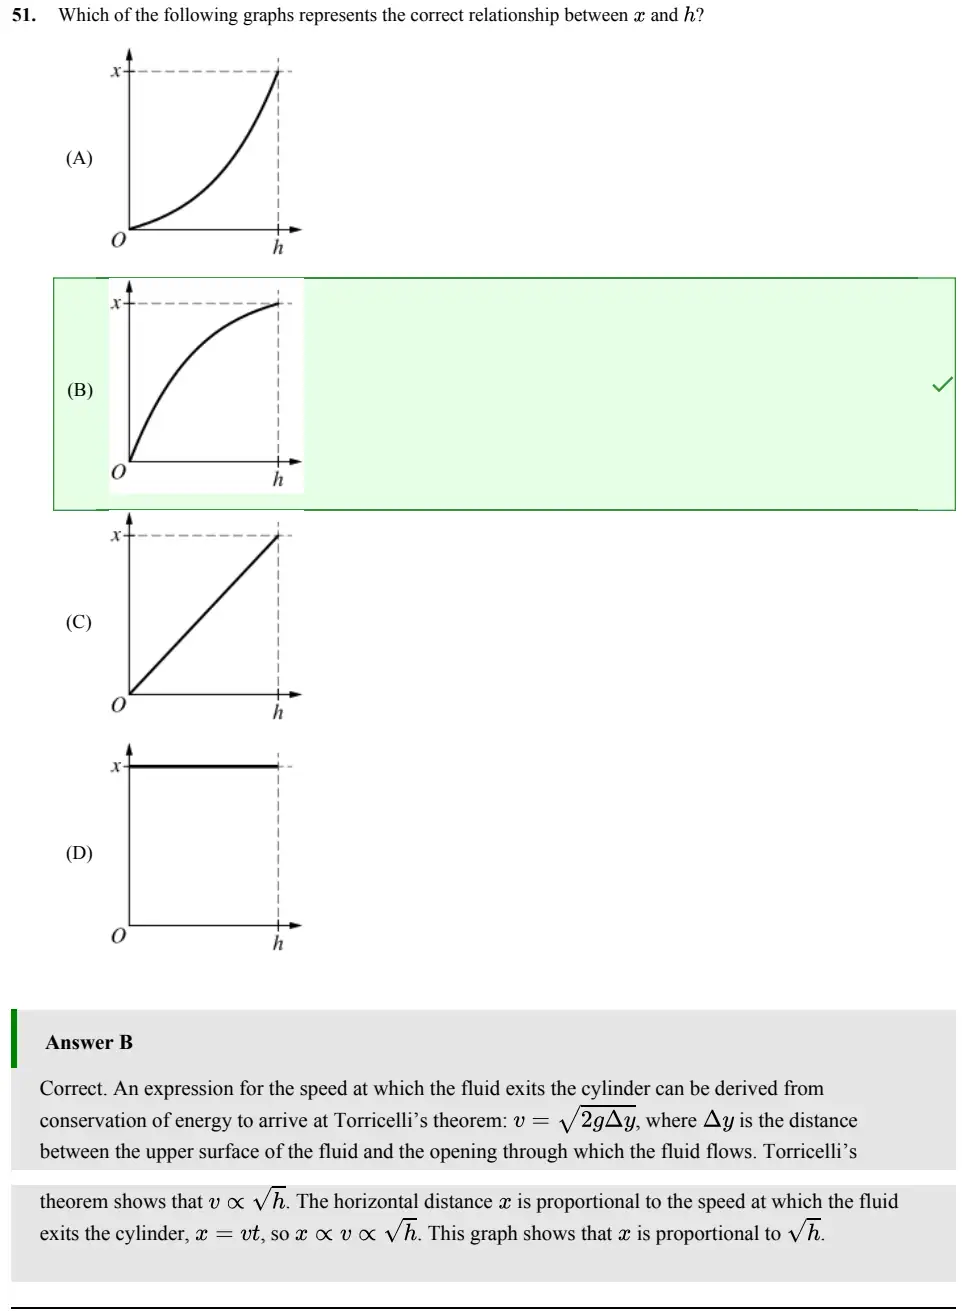 51. Which of the following graphs represents the correct relationship between x and h?
x
(A)
O
h
x
(B)
O
h
x
(C)
O
h
x
(D)
O
h
Answer B
Correct. An expression for the speed at which the fluid exits the cylinder can be derived from
conservation of energy to arrive at Torricelli’s theorem: v = √2gΔy, where Δy is the distance
between the upper surface of the fluid and the opening through which the fluid flows. Torricelli’s
theorem shows that v ∝ √h. The horizontal distance x is proportional to the speed at which the fluid
exits the cylinder, x = vt, so x ∝ v ∝ √h. This graph shows that x is proportional to √h.